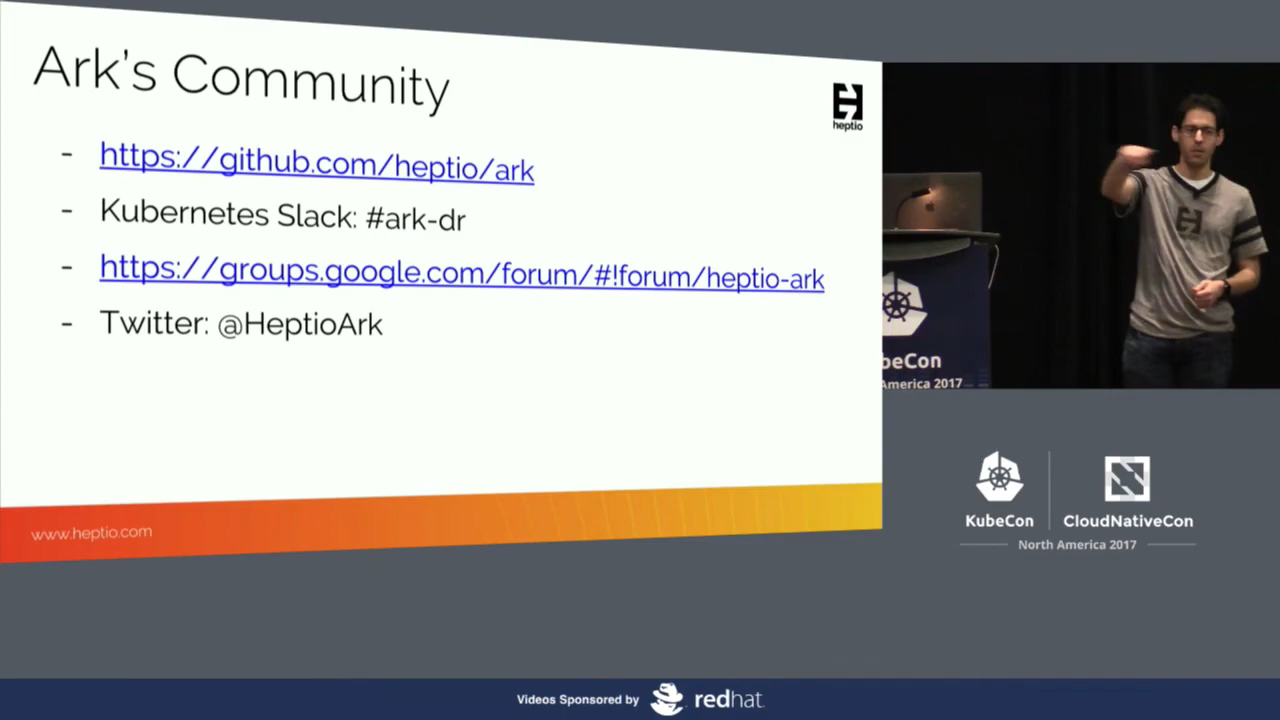 Ark's Community
heptio
- https://github.com/heptio/ark
- Kubernetes Slack: #ark-dr
- https://groups.google.com/forum/#!forum/heptio-ark
- Twitter: @HeptioArk
www.heptio.com
beCon
America 2017
KubeCon
CloudNativeCon
North America 2017
Videos Sponsored by
redhat.